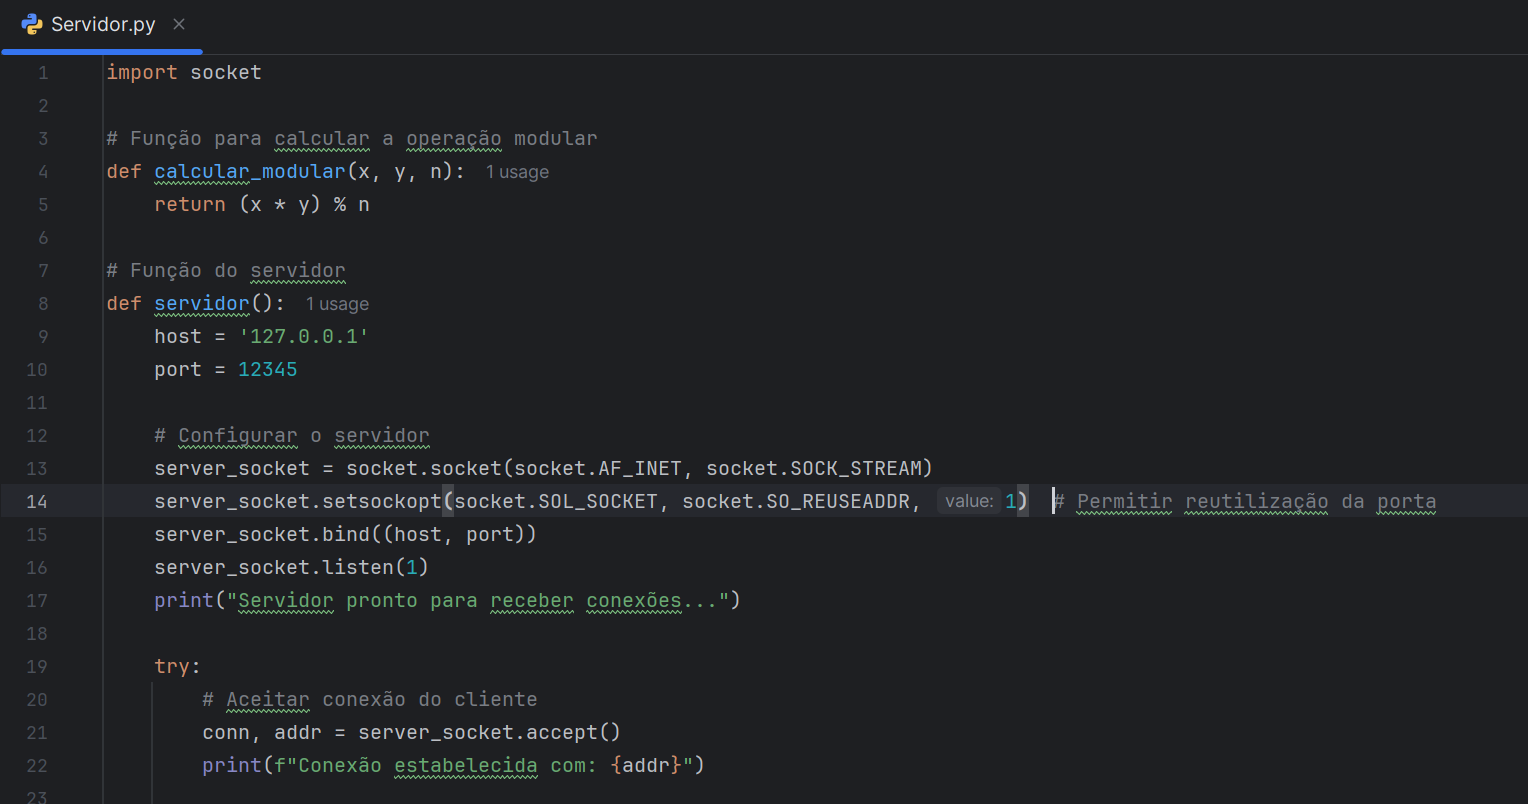 Servidor.py
1 import socket
2
3 # Função para calcular a operação modular
4 def calcular_modular(x, y, n): 1 usage
5     return (x * y) % n
6
7 # Função do servidor
8 def servidor(): 1 usage
9     host = '127.0.0.1'
10     port = 12345
11
12     # Configurar o servidor
13     server_socket = socket.socket(socket.AF_INET, socket.SOCK_STREAM)
14     server_socket.setsockopt(socket.SOL_SOCKET, socket.SO_REUSEADDR, value: 1)  # Permitir reutilização da porta
15     server_socket.bind((host, port))
16     server_socket.listen(1)
17     print("Servidor pronto para receber conexões...")
18
19     try:
20         # Aceitar conexão do cliente
21         conn, addr = server_socket.accept()
22         print(f"Conexão estabelecida com: {addr}")
23